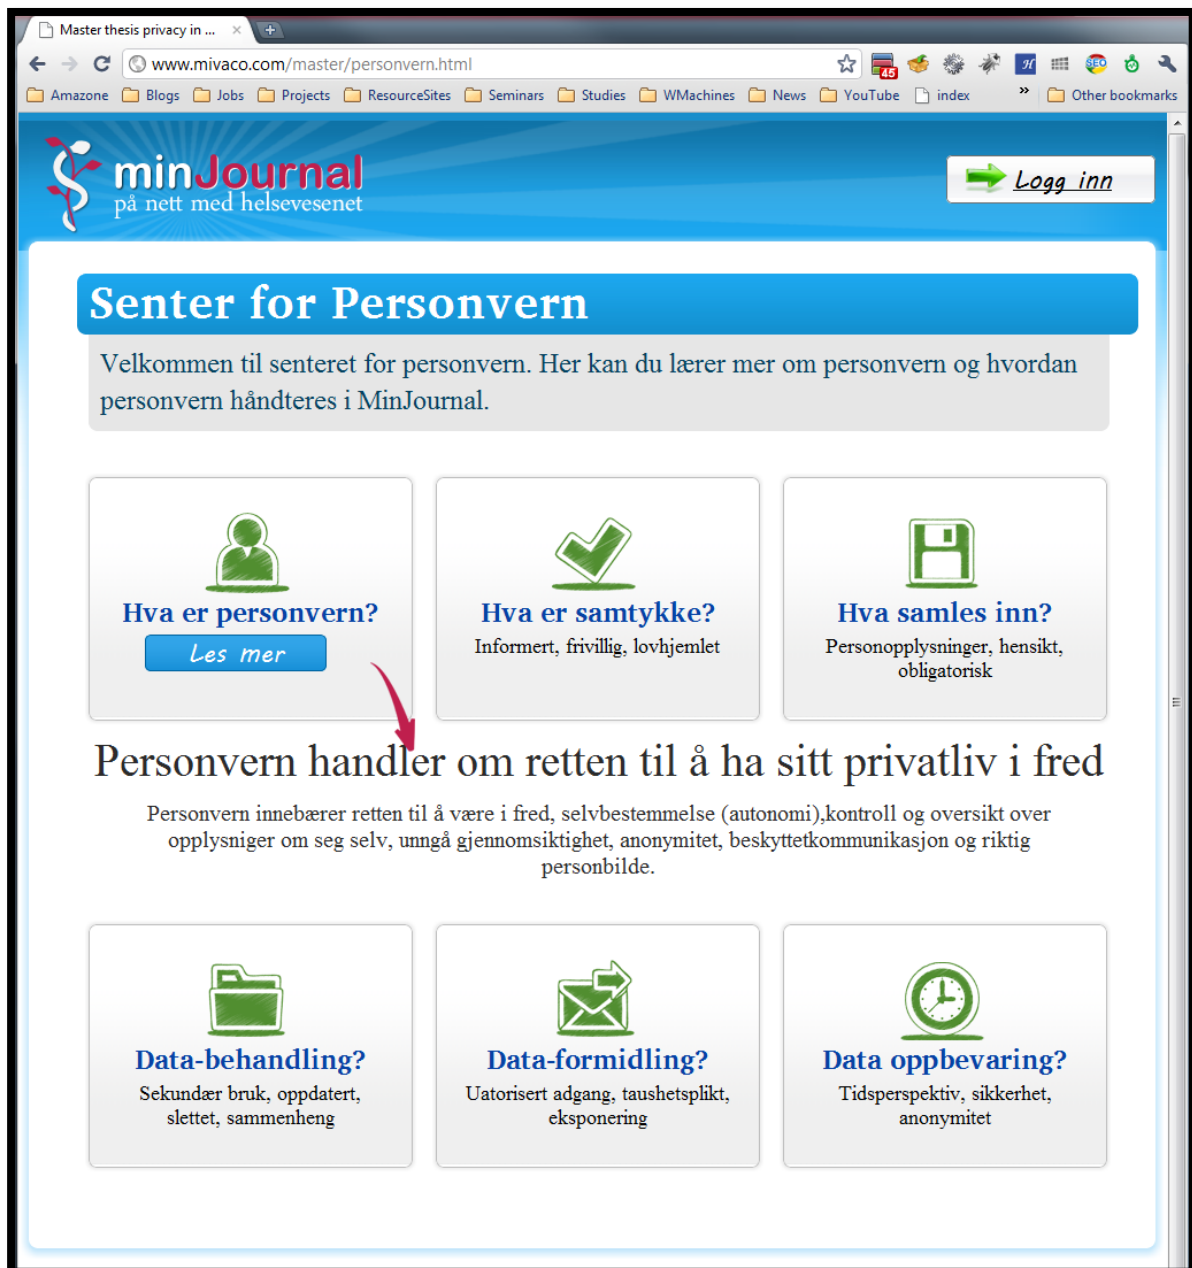 Master thesis privacy in ...
www.mivaco.com/master/personvern.html
45
H
SEO
Amazone Blogs Jobs Projects ResourceSites Seminars Studies WMachines News YouTube index » Other bookmarks
minJournal
på nett med helsevesenet
Logg inn
Senter for Personvern
Velkommen til senteret for personvern. Her kan du lærer mer om personvern og hvordan
personvern håndteres i MinJournal.
Hva er personvern?
Les mer
Hva er samtykke?
Informert, frivillig, lovhjemlet
Hva samles inn?
Personopplysninger, hensikt,
obligatorisk
Personvern handler om retten til å ha sitt privatliv i fred
Personvern innebærer retten til å være i fred, selvbestemmelse (autonomi),kontroll og oversikt over
opplysniger om seg selv, unngå gjennomsiktighet, anonymitet, beskyttetkommunikasjon og riktig
personbilde.
Data-behandling?
Sekundær bruk, oppdatert,
slettet, sammenheng
Data-formidling?
Uatorisert adgang, taushetsplikt,
eksponering
Data oppbevaring?
Tidsperspektiv, sikkerhet,
anonymitet